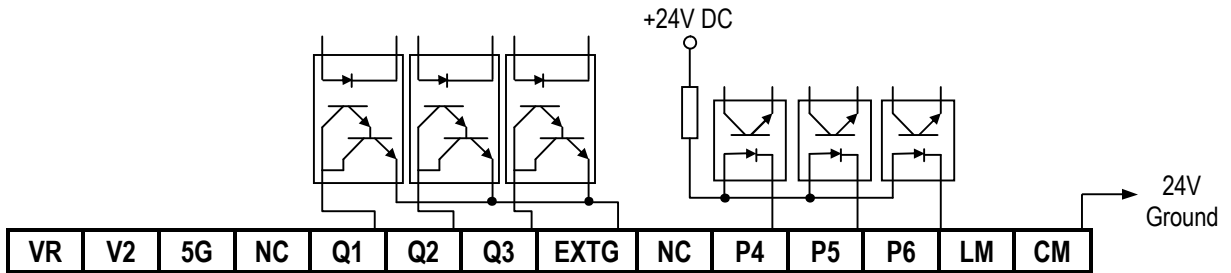 +24V DC
24V
Ground
VR V2 5G NC Q1 Q2 Q3 EXTG NC P4 P5 P6 LM CM